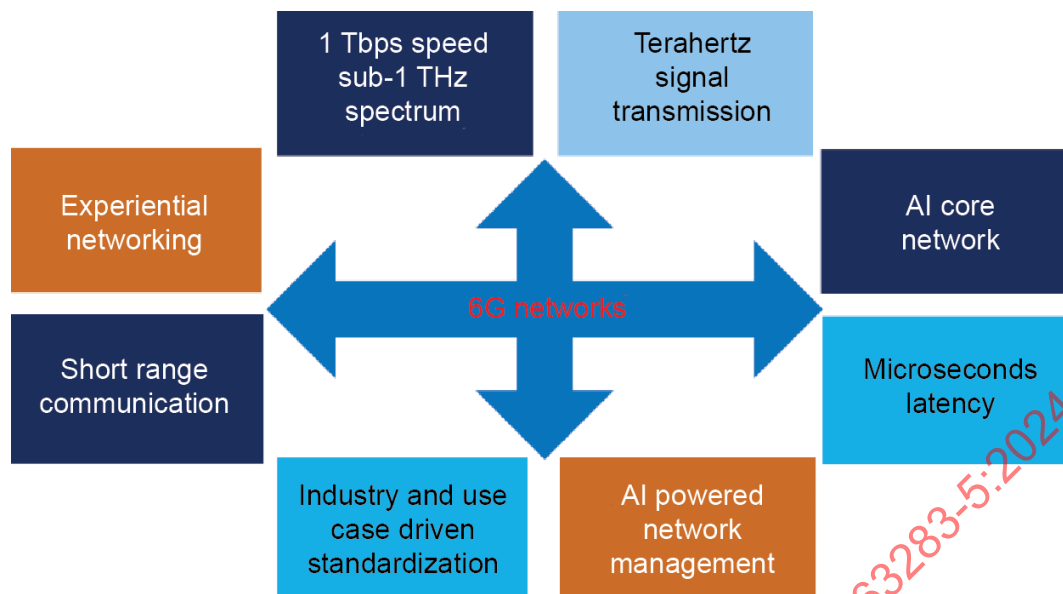 1 Tbps speed
sub-1 THz
spectrum
Terahertz
signal
transmission
Experiential
networking
AI core
network
6G networks
Short range
communication
Microseconds
latency
Industry and use
case driven
standardization
AI powered
network
management
63283-5:2024